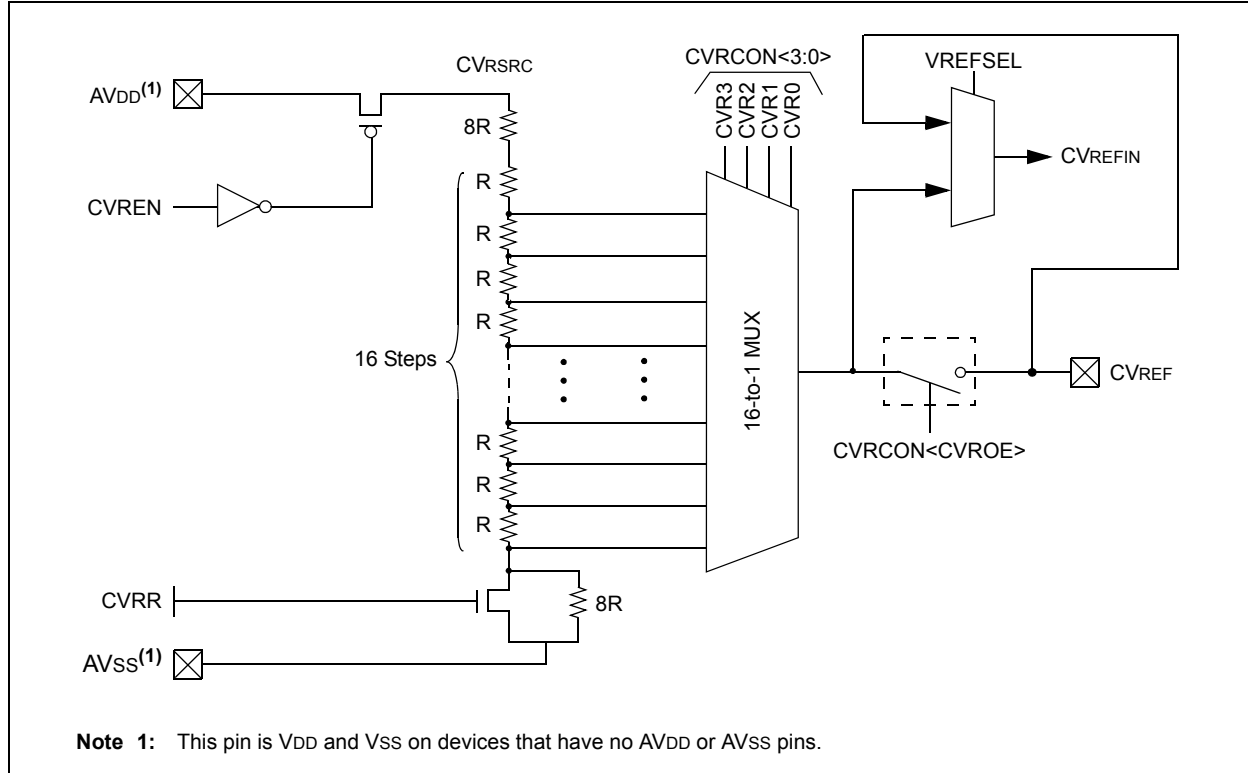 CVRCON<3:0>
CVRSRC
VREFSEL
AVDD(1)
CVR3
CVR2
CVR1
CVR0
8R
R
CVREFIN
CVREN
R
R
R
16 Steps
16-to-1 MUX
CVREF
R
CVRCON<CVROE>
R
R
CVRR
8R
AVSS(1)
Note 1: This pin is VDD and VSS on devices that have no AVDD or AVSS pins.